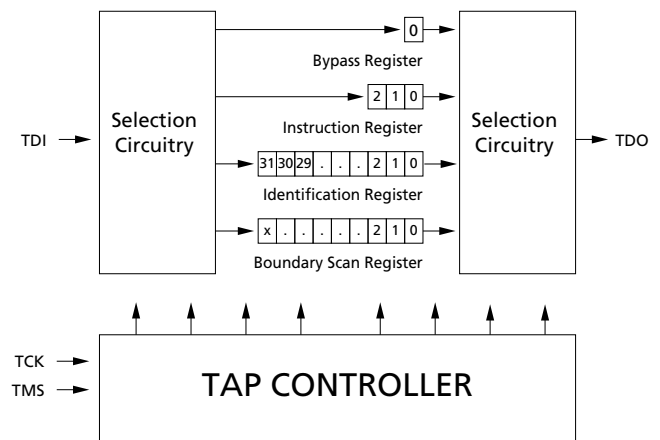 0
Bypass Register
2 1 0
Instruction Register
Selection
Circuitry
Selection
Circuitry
TDI
TDO
31 30 29 . . . 2 1 0
Identification Register
x . . . . . 2 1 0
Boundary Scan Register
TCK
TMS
TAP CONTROLLER